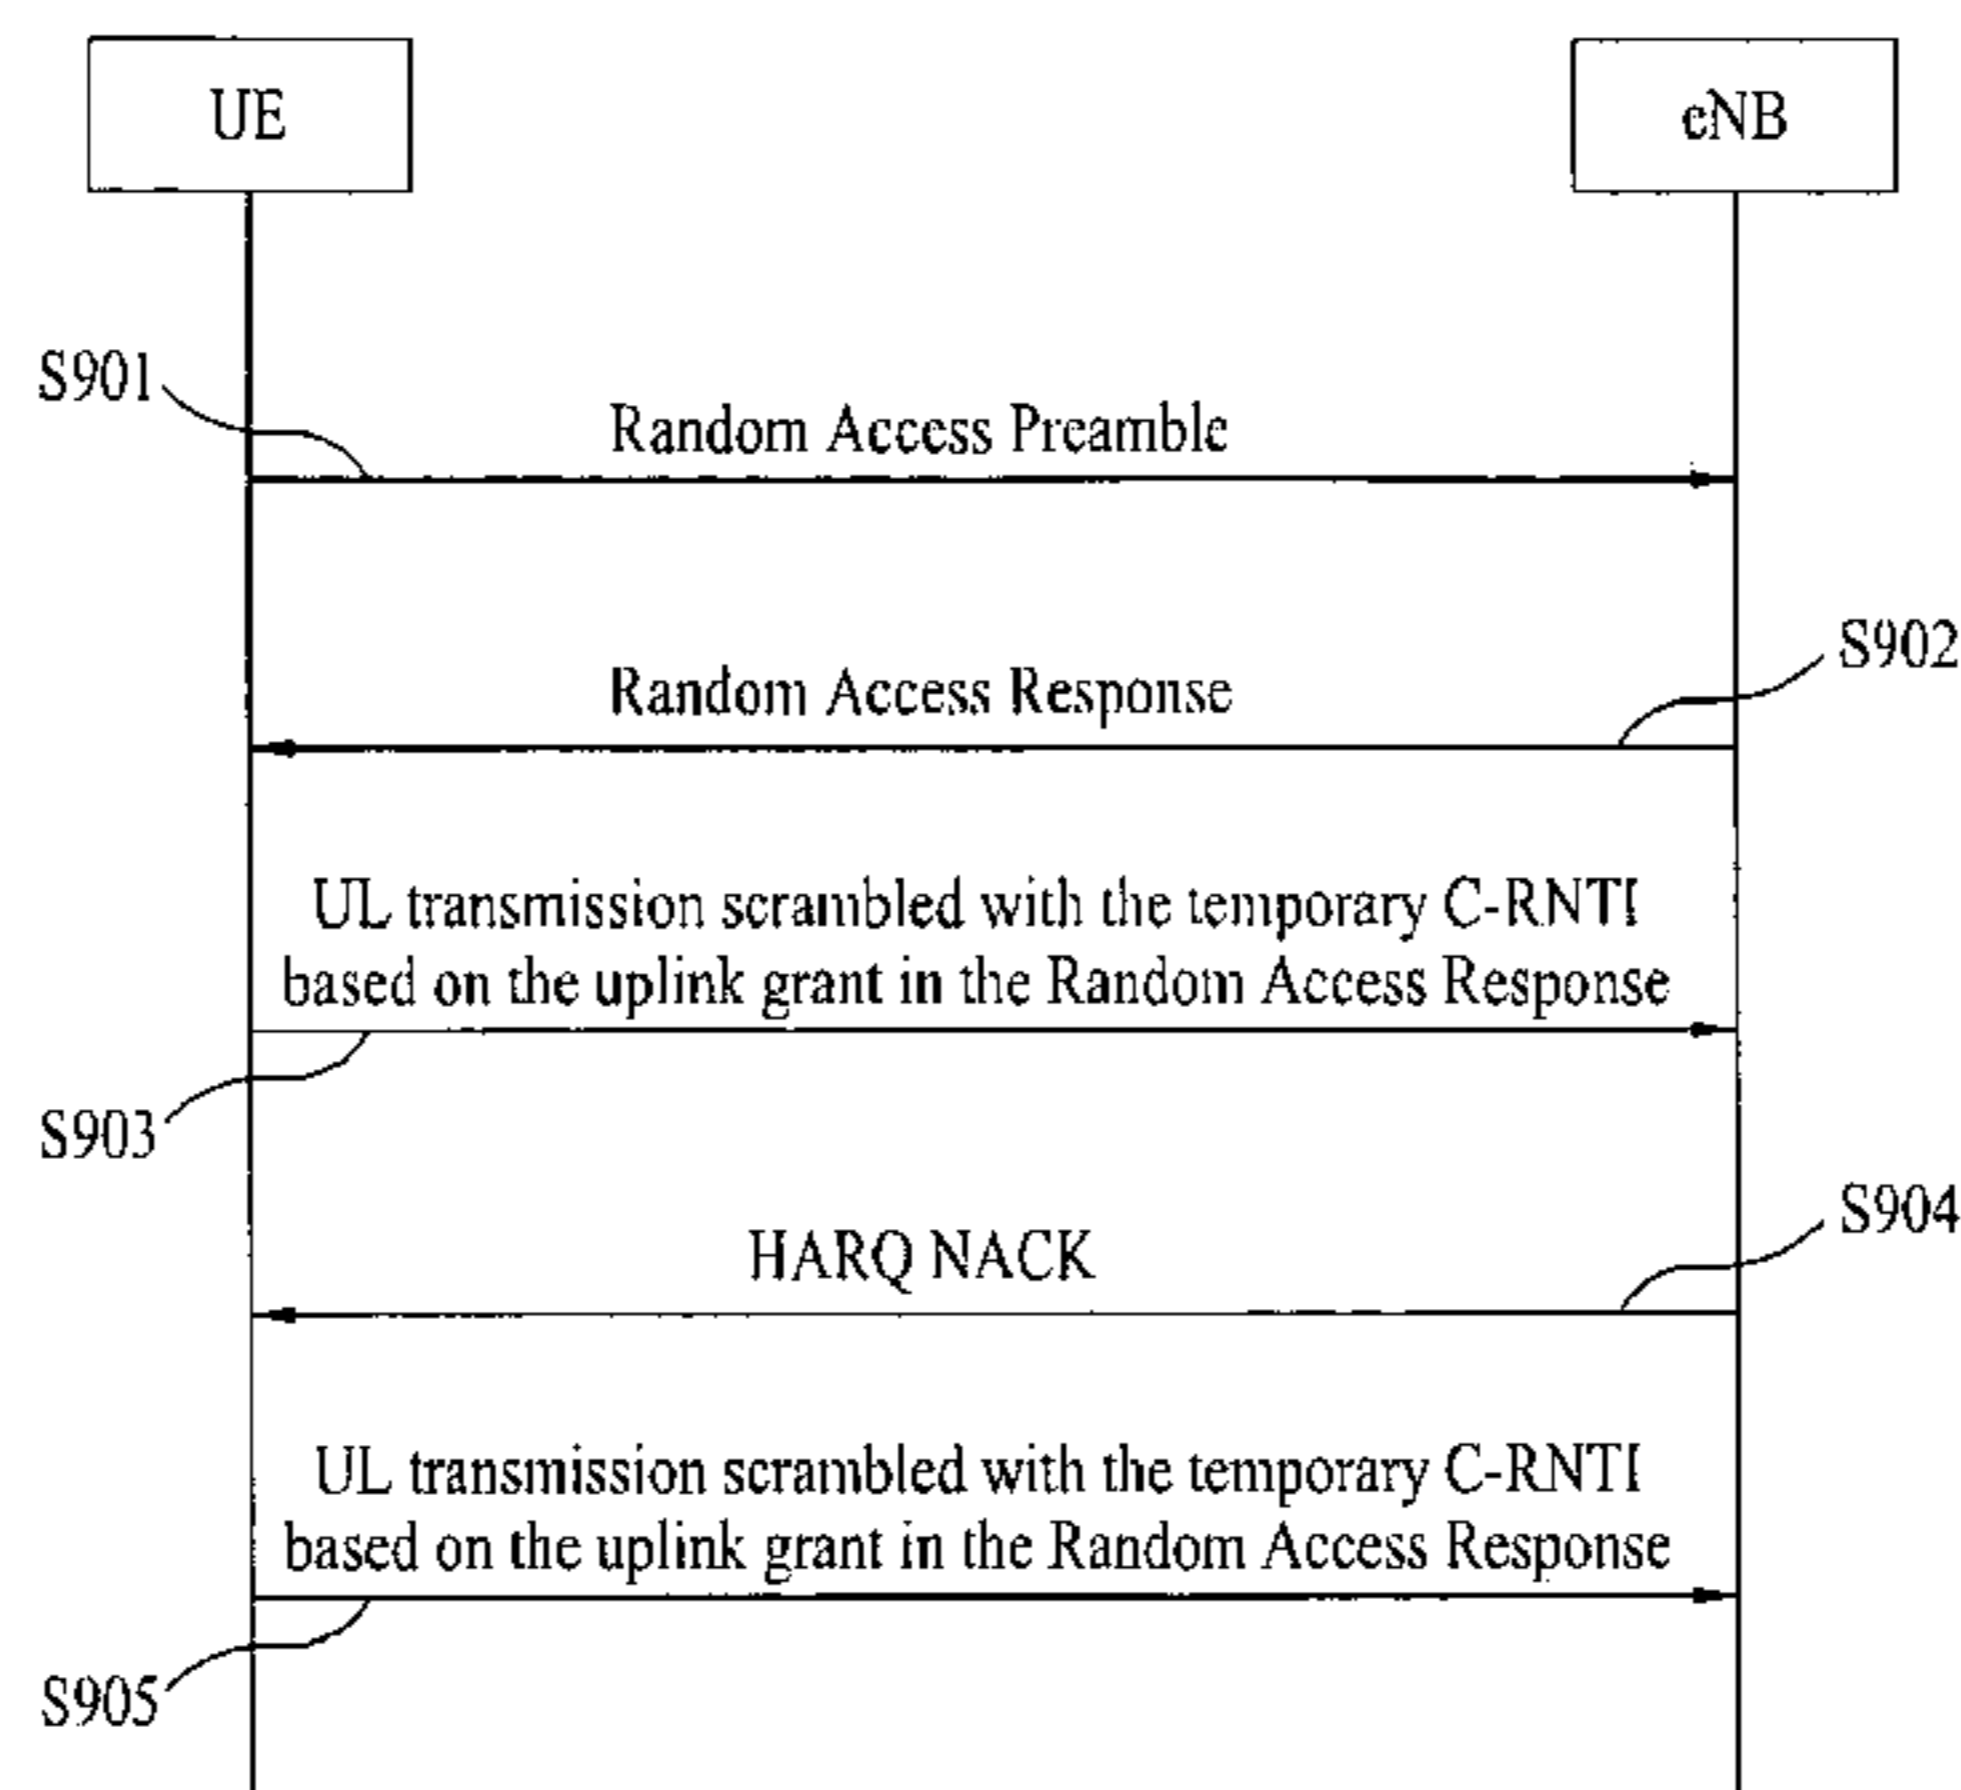 UE
eNB
S901
Random Access Preamble
S902
Random Access Response
UL transmission scrambled with the temporary C-RNTI
based on the uplink grant in the Random Access Response
S903
S904
HARQ NACK
UL transmission scrambled with the temporary C-RNTI
based on the uplink grant in the Random Access Response
S905